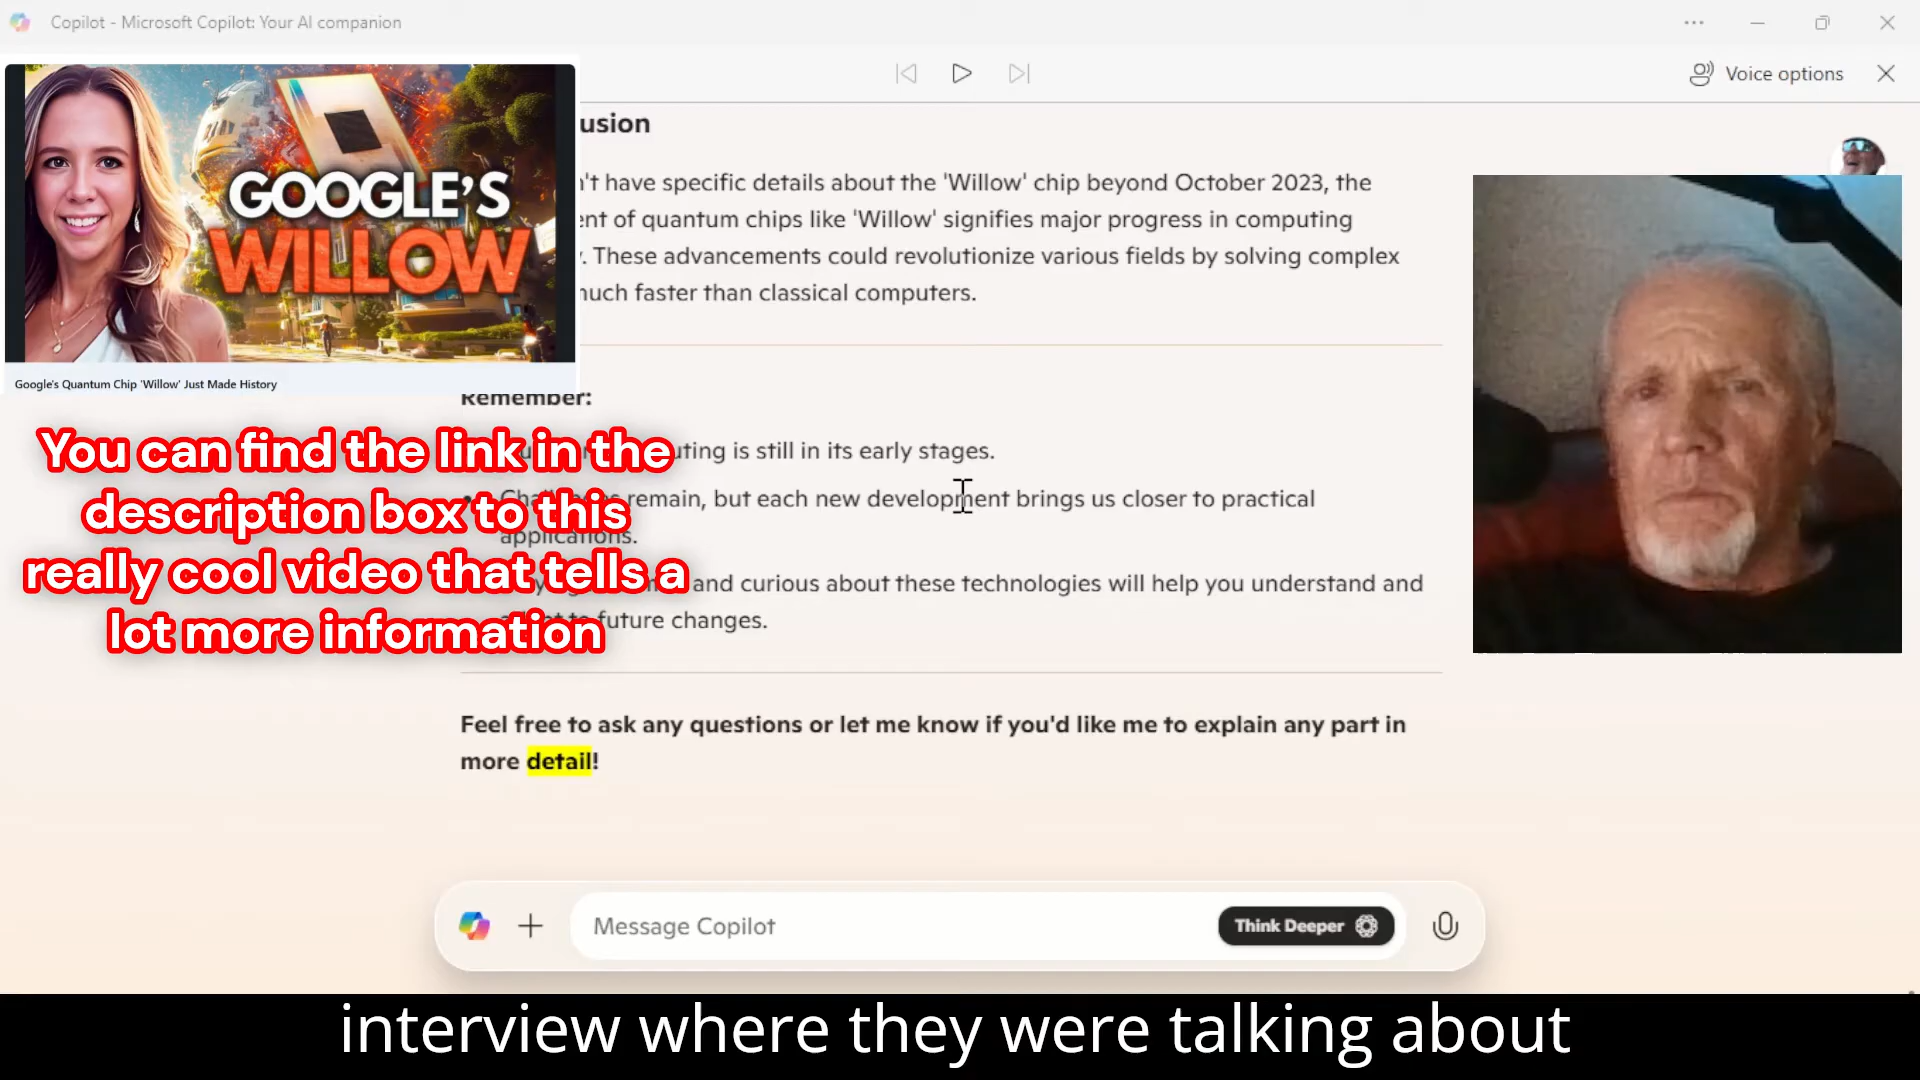 Copilot - Microsoft Copilot: Your AI companion
Voice options
GOOGLE'S
WILLOW
Google's Quantum Chip 'Willow' Just Made History
usion
't have specific details about the 'Willow' chip beyond October 2023, the
ent of quantum chips like 'Willow' signifies major progress in computing
. These advancements could revolutionize various fields by solving complex
much faster than classical computers.
Remember:
uting is still in its early stages.
remain, but each new development brings us closer to practical
applications.
and curious about these technologies will help you understand and
to future changes.
You can find the link in the
description box to this
really cool video that tells a
lot more information
Feel free to ask any questions or let me know if you'd like me to explain any part in
more detail!
Message Copilot
Think Deeper
interview where they were talking about